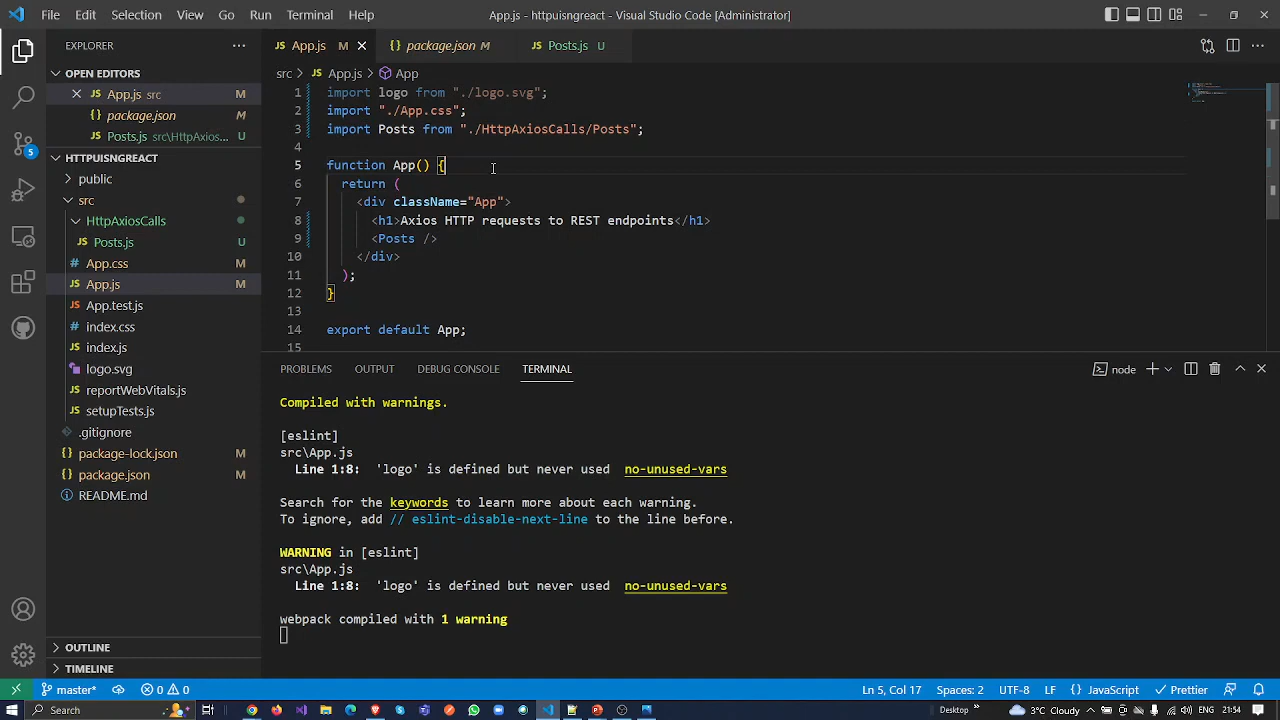 File Edit Selection View Go Run Terminal Help
App.js - httpuisngreact - Visual Studio Code [Administrator]
EXPLORER
OPEN EDITORS
App.js src M
package.json M
Posts.js src\HttpAxios... U
HTTPUISNGREACT
public
src
HttpAxiosCalls
Posts.js U
App.css M
App.js M
App.test.js
index.css
index.js
logo.svg
reportWebVitals.js
setupTests.js
.gitignore
package-lock.json M
package.json M
README.md
OUTLINE
TIMELINE
5
JS App.js M
package.json M
JS Posts.js U
src > JS App.js > App
1 import logo from "./logo.svg";
2 import "./App.css";
3 import Posts from "./HttpAxiosCalls/Posts";
4
5 function App() {
6 return (
7 <div className="App">
8 <h1>Axios HTTP requests to REST endpoints</h1>
9 <Posts />
10 </div>
11 );
12 }
13
14 export default App;
15
PROBLEMS OUTPUT DEBUG CONSOLE TERMINAL
node
Compiled with warnings.
[eslint]
src\App.js
Line 1:8: 'logo' is defined but never used no-unused-vars
Search for the keywords to learn more about each warning.
To ignore, add // eslint-disable-next-line to the line before.
WARNING in [eslint]
src\App.js
Line 1:8: 'logo' is defined but never used no-unused-vars
webpack compiled with 1 warning
master* 0 0
Ln 5, Col 17 Spaces: 2 UTF-8 LF {} JavaScript Prettier
Search
Desktop 3°C Cloudy ENG 21:54